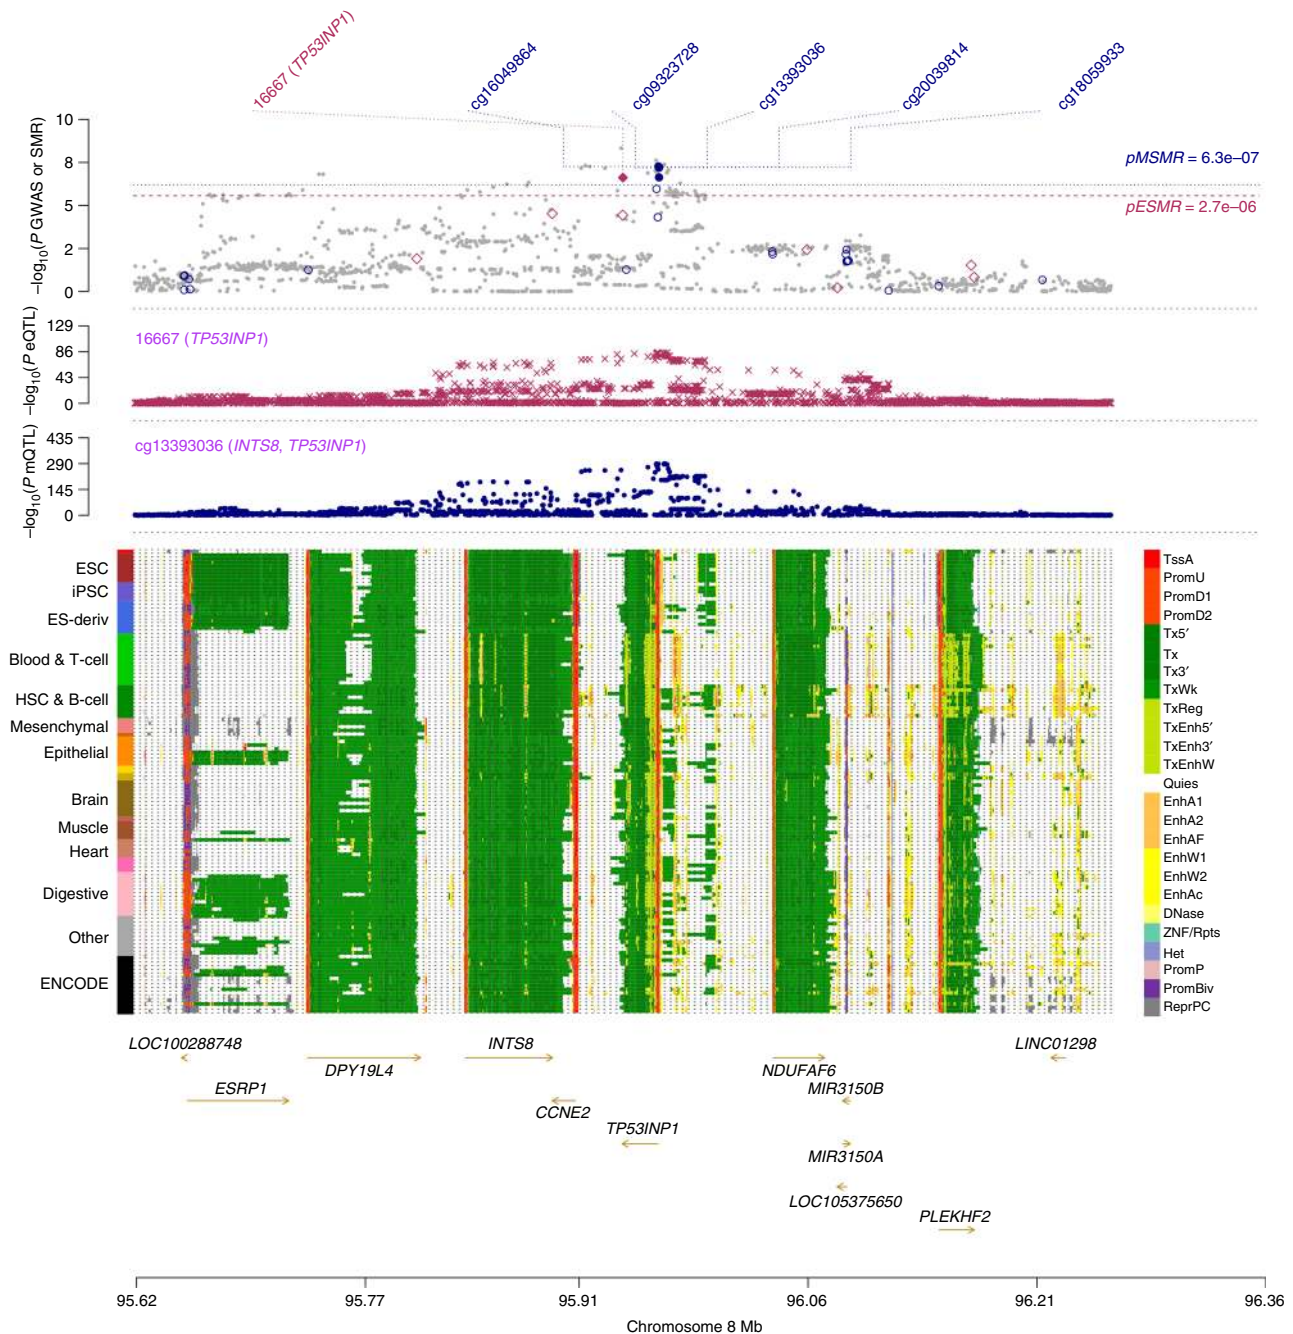 16667 (TP53INP1)
cg16049864
cg09323728
cg13393036
cg20039814
cg18059933
−log10(P GWAS or SMR)
10
8
5
2
0
pMSMR = 6.3e−07
pESMR = 2.7e−06
−log10(P eQTL)
129
86
43
0
16667 (TP53INP1)
−log10(P mQTL)
435
290
145
0
cg13393036 (INTS8, TP53INP1)
ESC
iPSC
ES-deriv
Blood & T-cell
HSC & B-cell
Mesenchymal
Epithelial
Brain
Muscle
Heart
Digestive
Other
ENCODE
TssA
PromU
PromD1
PromD2
Tx5′
Tx
Tx3′
TxWk
TxReg
TxEnh5′
TxEnh3′
TxEnhW
Quies
EnhA1
EnhA2
EnhAF
EnhW1
EnhW2
EnhAc
DNase
ZNF/Rpts
Het
PromP
PromBiv
ReprPC
LOC100288748
INTS8
LINC01298
DPY19L4
NDUFAF6
ESRP1
MIR3150B
CCNE2
TP53INP1
MIR3150A
LOC105375650
PLEKHF2
95.62
95.77
95.91
96.06
96.21
96.36
Chromosome 8 Mb